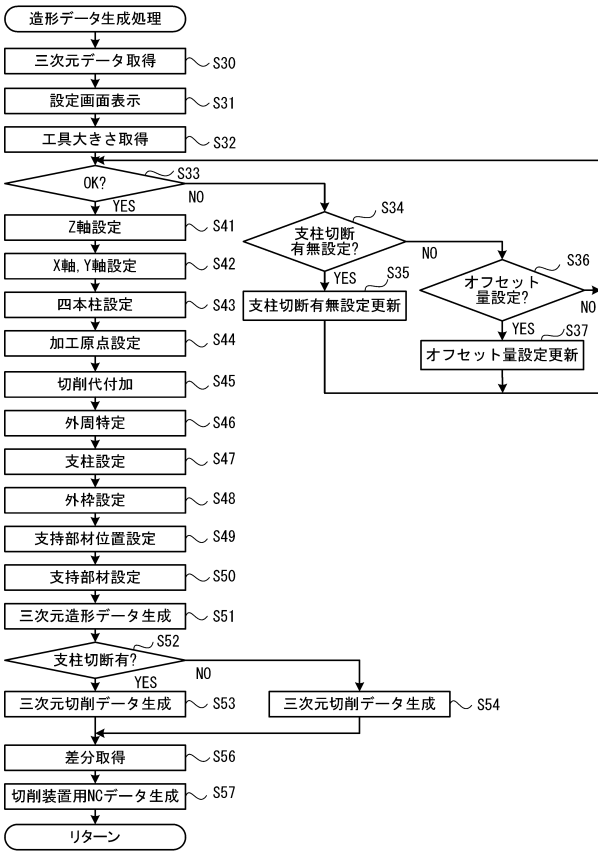 造形データ生成処理
三次元データ取得
S30
設定画面表示
S31
工具大きさ取得
S32
OK?
S33
NO
YES
支柱切断
有無設定?
S34
NO
YES
支柱切断有無設定更新
S35
オフセット
量設定?
S36
NO
YES
オフセット量設定更新
S37
Z軸設定
S41
X軸,Y軸設定
S42
四本柱設定
S43
加工原点設定
S44
切削代付加
S45
外周特定
S46
支柱設定
S47
外枠設定
S48
支持部材位置設定
S49
支持部材設定
S50
三次元造形データ生成
S51
支柱切断有?
S52
NO
YES
三次元切削データ生成
S53
三次元切削データ生成
S54
差分取得
S56
切削装置用NCデータ生成
S57
リターン